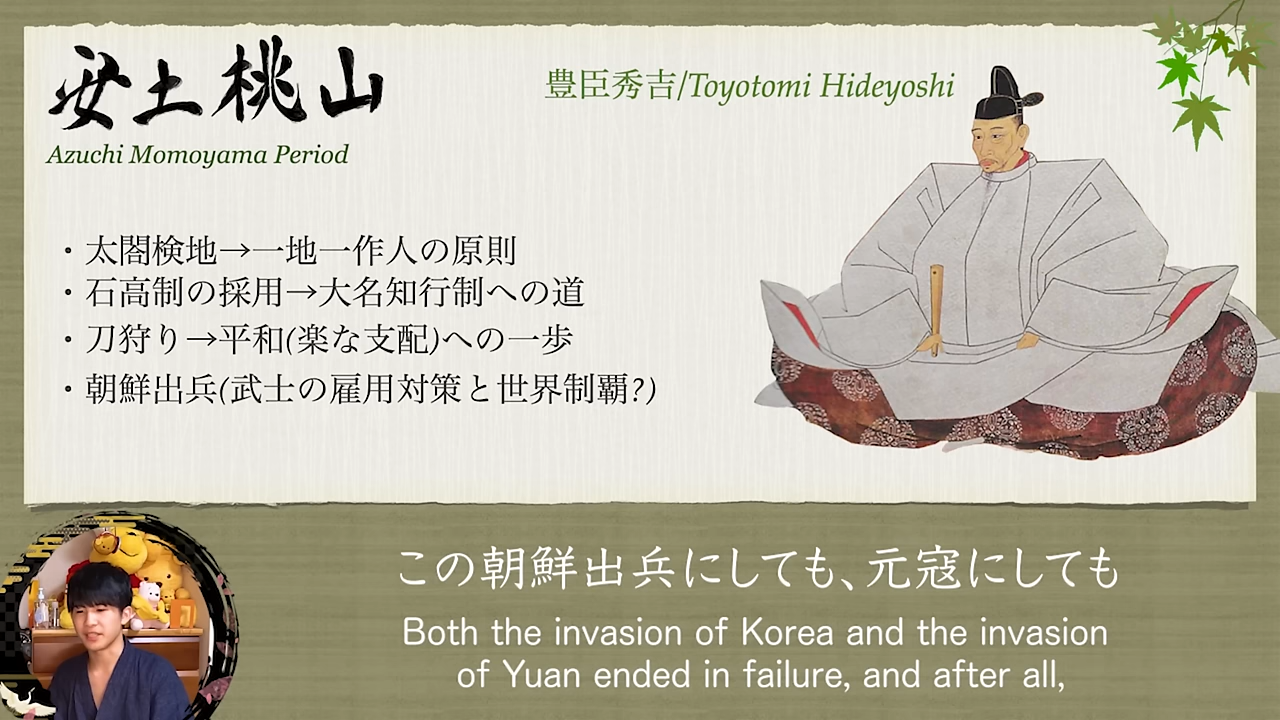 安土桃山
Azuchi Momoyama Period
豊臣秀吉/Toyotomi Hideyoshi
・太閤検地→一地一作人の原則
・石高制の採用→大名知行制への道
・刀狩り→平和(楽な支配)への一歩
・朝鮮出兵(武士の雇用対策と世界制覇?)
この朝鮮出兵にしても、元寇にしても
Both the invasion of Korea and the invasion
of Yuan ended in failure, and after all,